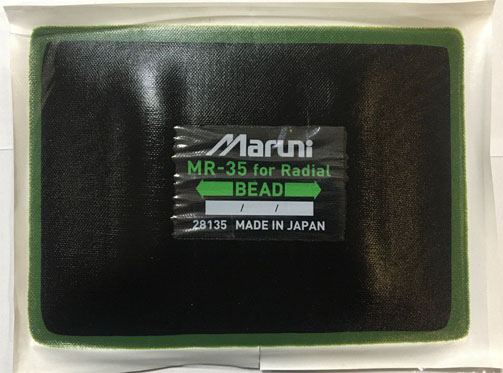 Maruni
MR-35 for Radial
BEAD
/ /
28135 MADE IN JAPAN